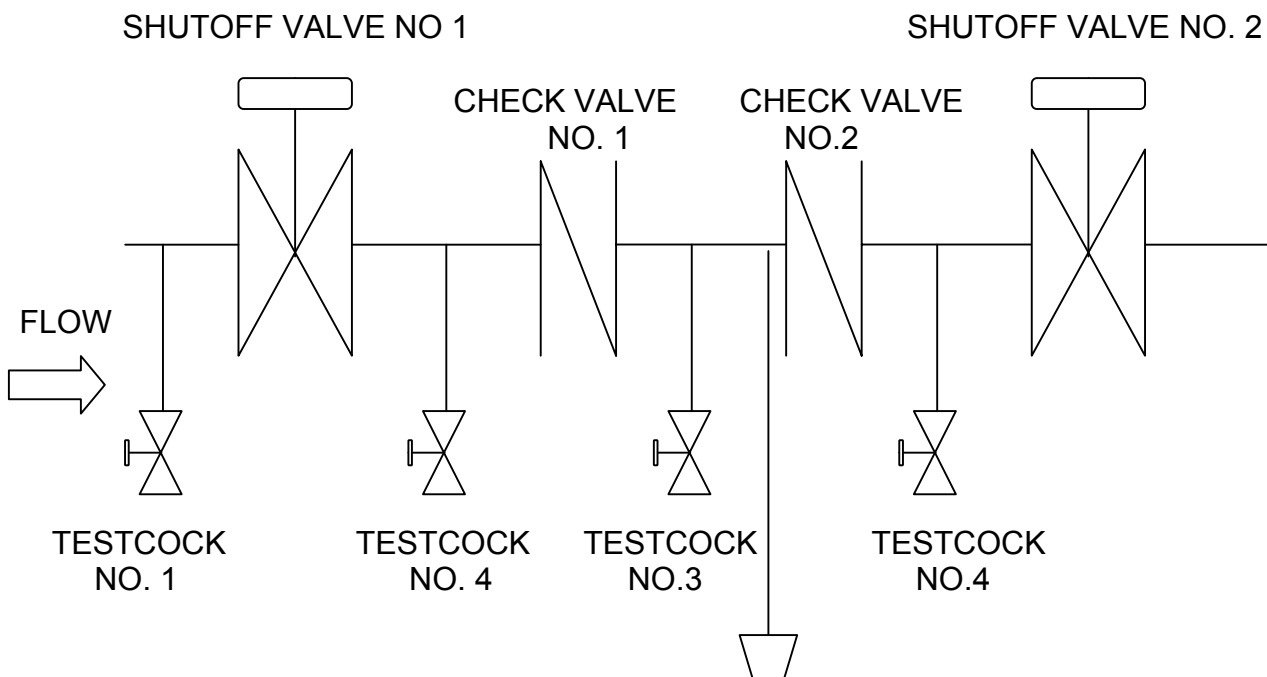 SHUTOFF VALVE NO 1
SHUTOFF VALVE NO. 2
CHECK VALVE
NO. 1
CHECK VALVE
NO.2
FLOW
TESTCOCK
NO. 1
TESTCOCK
NO. 4
TESTCOCK
NO.3
TESTCOCK
NO.4